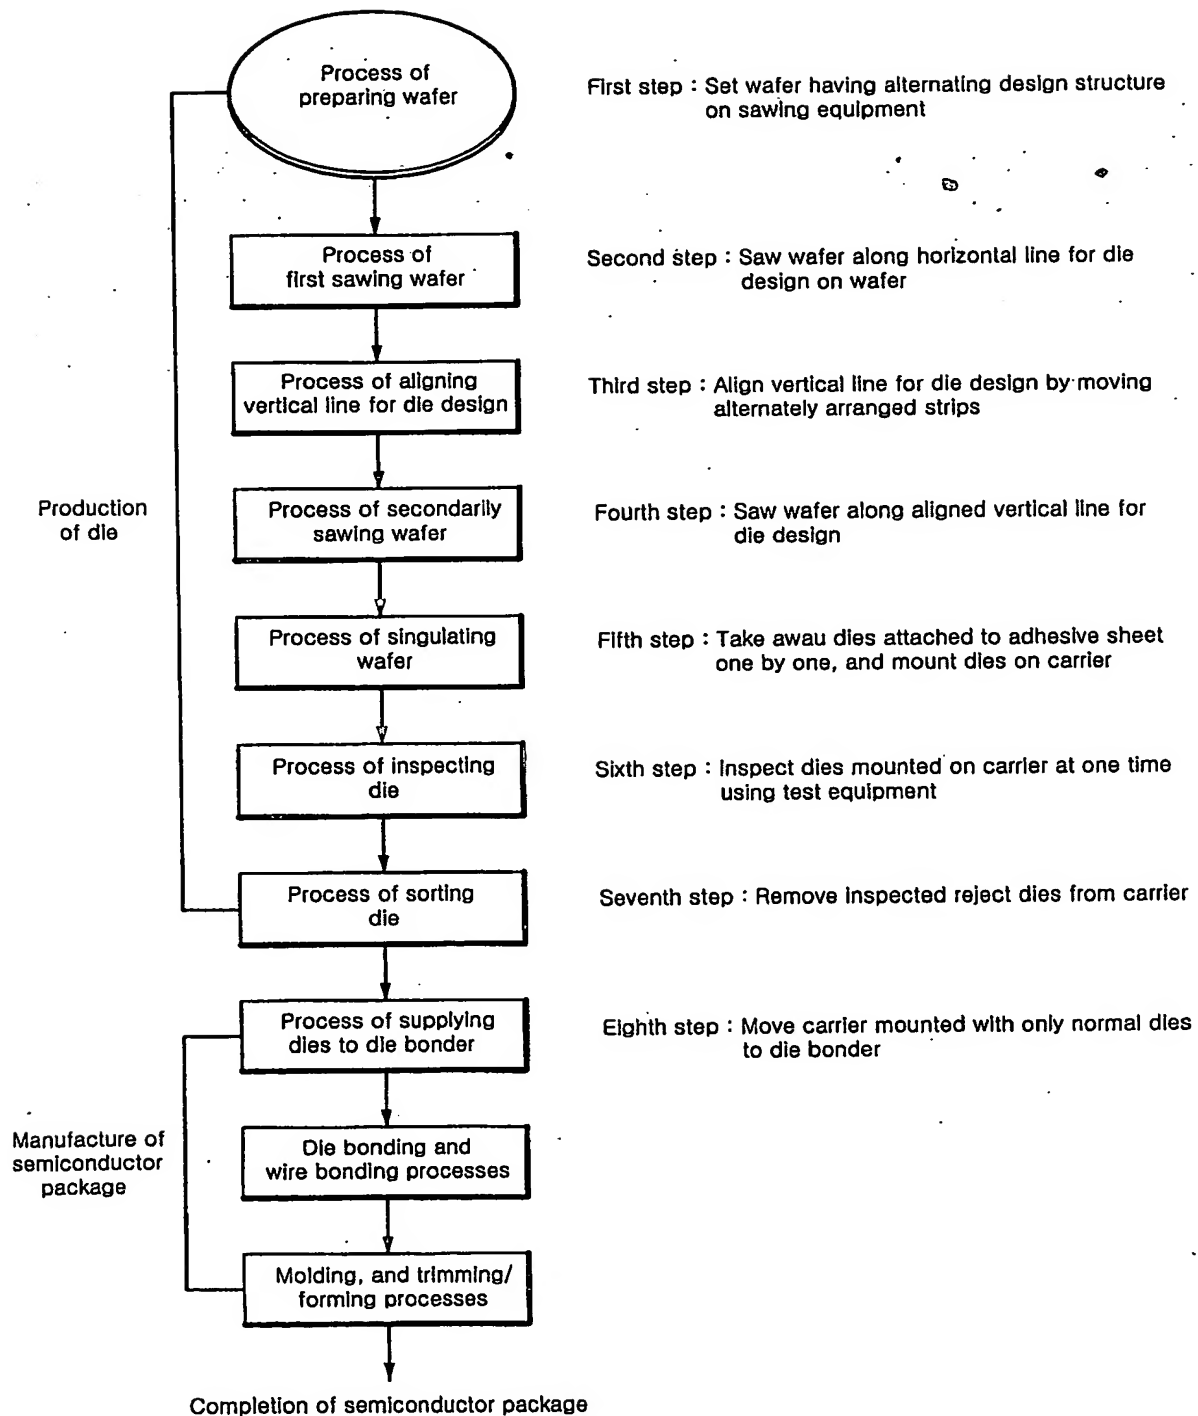 Process of
preparing wafer
First step : Set wafer having alternating design structure
on sawing equipment
Process of
first sawing wafer
Second step : Saw wafer along horizontal line for die
design on wafer
Process of aligning
vertical line for die design
Third step : Align vertical line for die design by moving
alternately arranged strips
Production
of die
Process of secondarily
sawing wafer
Fourth step : Saw wafer along aligned vertical line for
die design
Process of singulating
wafer
Fifth step : Take awau dies attached to adhesive sheet
one by one, and mount dies on carrier
Process of inspecting
die
Sixth step : Inspect dies mounted on carrier at one time
using test equipment
Process of sorting
die
Seventh step : Remove inspected reject dies from carrier
Process of supplying
dies to die bonder
Eighth step : Move carrier mounted with only normal dies
to die bonder
Manufacture of
semiconductor
package
Die bonding and
wire bonding processes
Molding, and trimming/
forming processes
Completion of semiconductor package